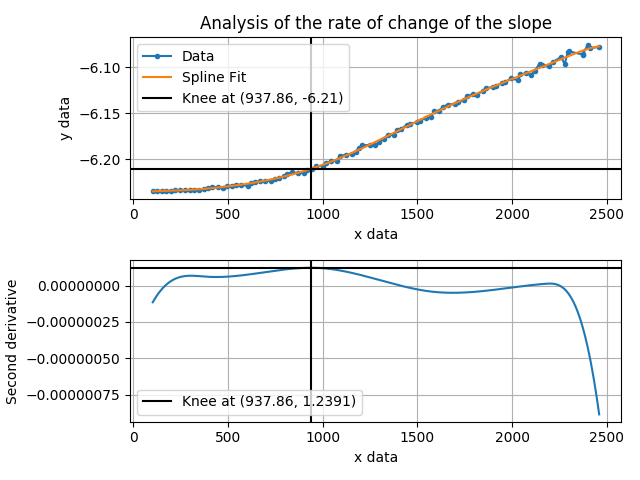 Analysis of the rate of change of the slope
Data
Spline Fit
Knee at (937.86, -6.21)
−6.10
−6.15
−6.20
y data
0
500
1000
1500
2000
2500
x data
0.00000000
−0.00000025
−0.00000050
−0.00000075
Second derivative
Knee at (937.86, 1.2391)
0
500
1000
1500
2000
2500
x data